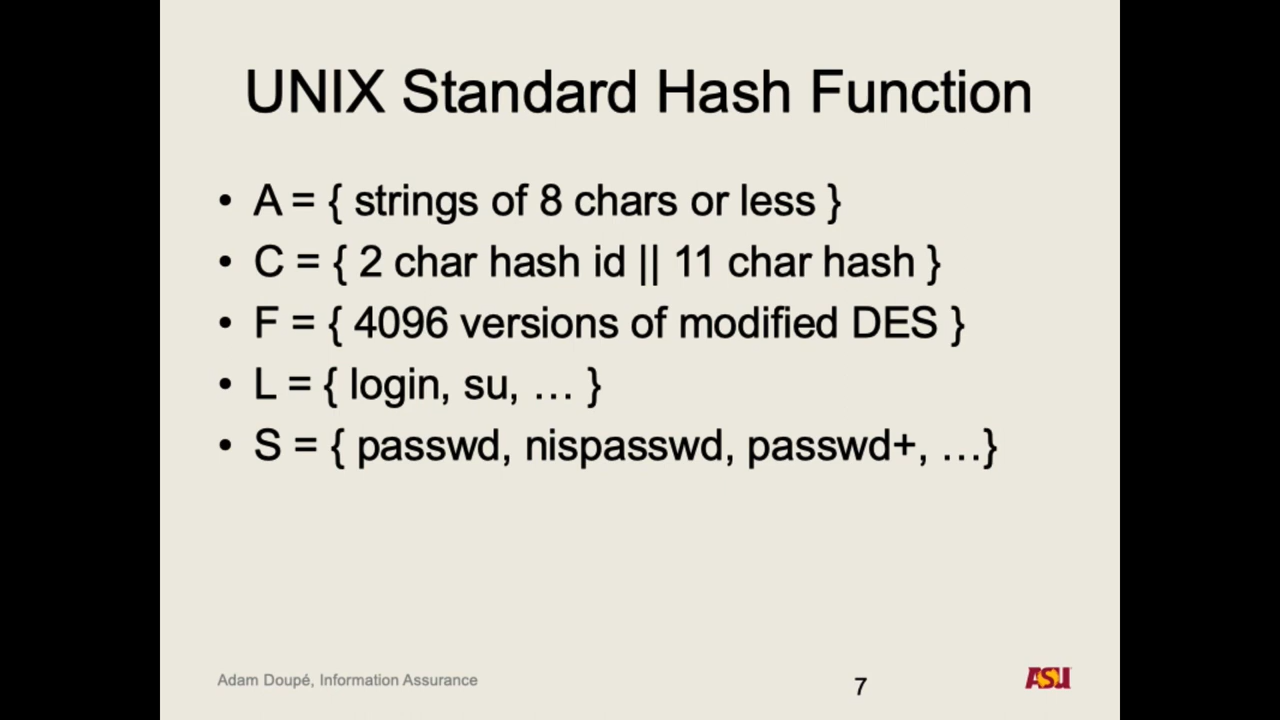 UNIX Standard Hash Function
• A = { strings of 8 chars or less }
• C = { 2 char hash id || 11 char hash }
• F = { 4096 versions of modified DES }
• L = { login, su, … }
• S = { passwd, nispasswd, passwd+, …}
Adam Doupé, Information Assurance
7
ASU